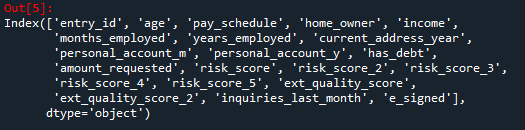 Out[5]:
Index(['entry_id', 'age', 'pay_schedule', 'home_owner', 'income',
'months_employed', 'years_employed', 'current_address_year',
'personal_account_m', 'personal_account_y', 'has_debt',
'amount_requested', 'risk_score', 'risk_score_2', 'risk_score_3',
'risk_score_4', 'risk_score_5', 'ext_quality_score',
'ext_quality_score_2', 'inquiries_last_month', 'e_signed'],
dtype='object')